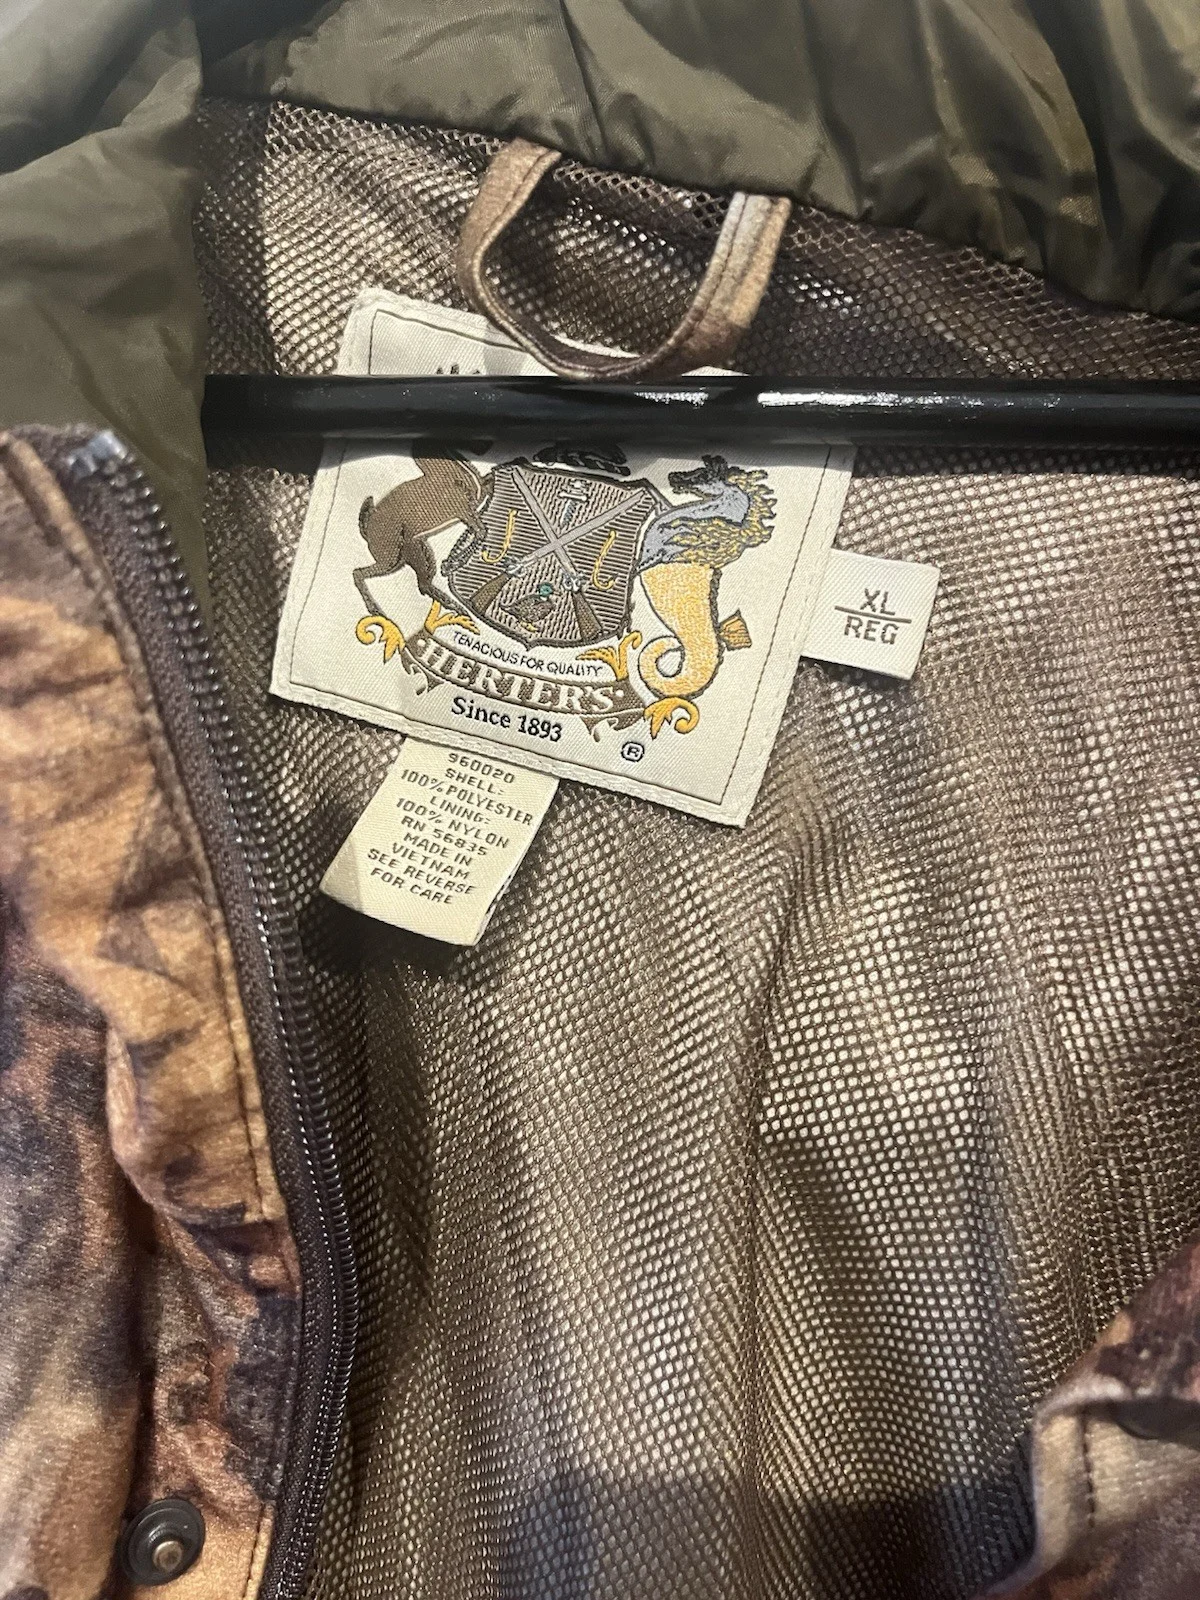 TENACIOUS FOR QUALITY
HERTER'S
Since 1893
®
XL
REG
960020
SHELL:
100% POLYESTER
LINING:
100% NYLON
RN 56835
MADE IN
VIETNAM
SEE REVERSE
FOR CARE